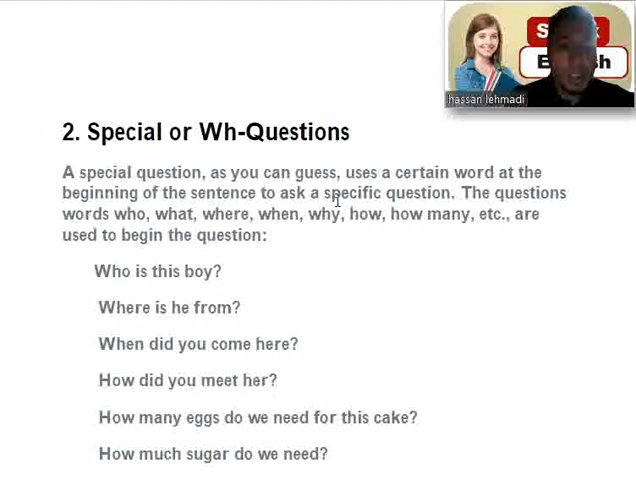 hassan lehmadi
2. Special or Wh-Questions
A special question, as you can guess, uses a certain word at the
beginning of the sentence to ask a specific question. The questions
words who, what, where, when, why, how, how many, etc., are
used to begin the question:
Who is this boy?
Where is he from?
When did you come here?
How did you meet her?
How many eggs do we need for this cake?
How much sugar do we need?